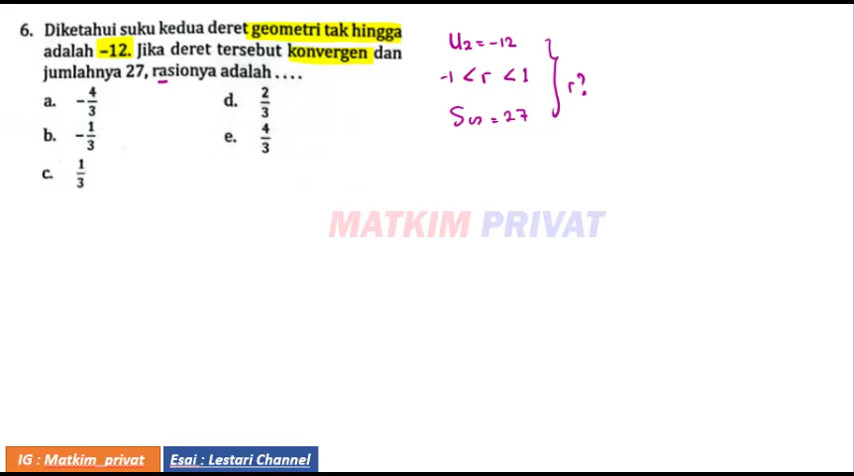 6. Diketahui suku kedua deret geometri tak hingga
adalah –12. Jika deret tersebut konvergen dan
jumlahnya 27, rasionya adalah . . . .
a. -4/3
b. -1/3
c. 1/3
d. 2/3
e. 4/3
U2 = -12
-1 < r < 1
S∞ = 27
r?
MATKIM PRIVAT
IG : Matkim_privat
Esai : Lestari Channel